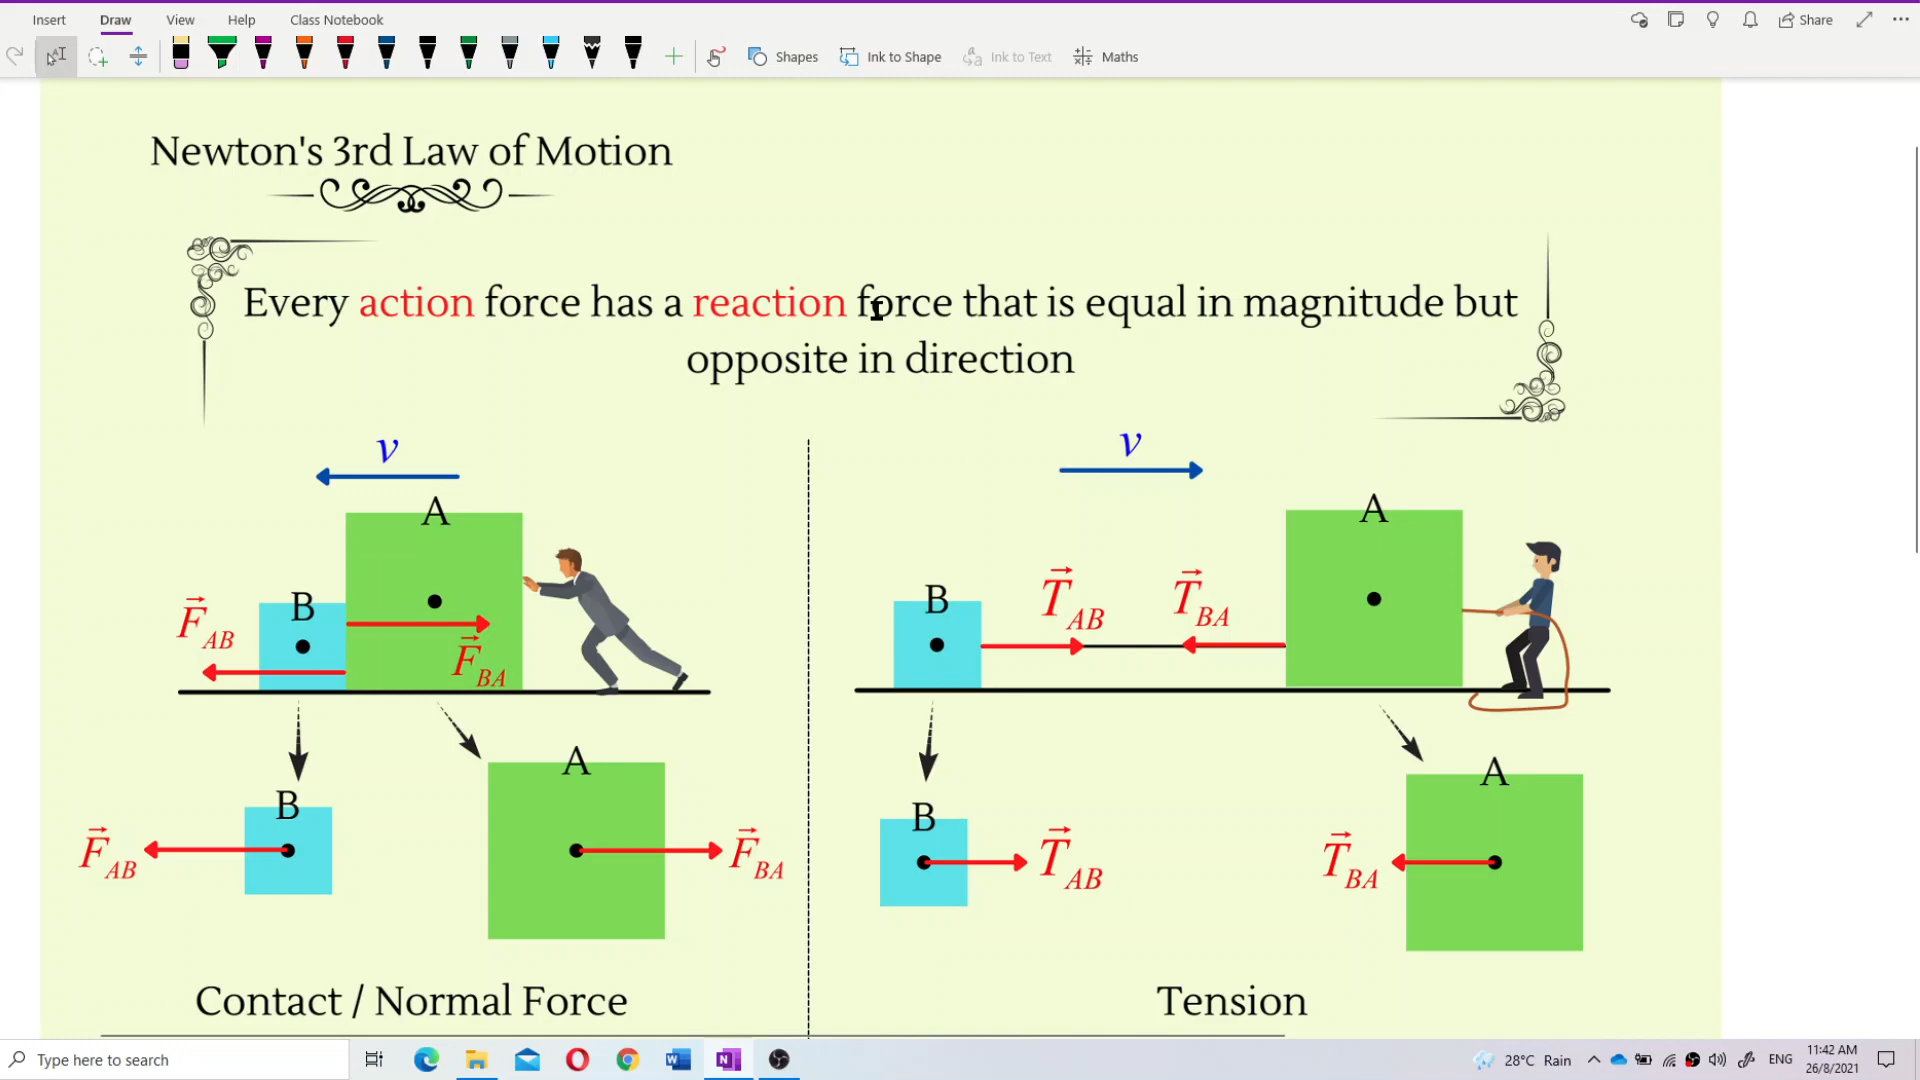 Insert Draw View Help Class Notebook Share
Shapes Ink to Shape Ink to Text Maths
Newton's 3rd Law of Motion
Every action force has a reaction force that is equal in magnitude but
opposite in direction
v
v
A
A
B
B
F⃗AB
F⃗BA
T⃗AB
T⃗BA
B
A
B
A
F⃗AB
F⃗BA
T⃗AB
T⃗BA
Contact / Normal Force
Tension
Type here to search
28°C Rain
ENG
11:42 AM
26/8/2021